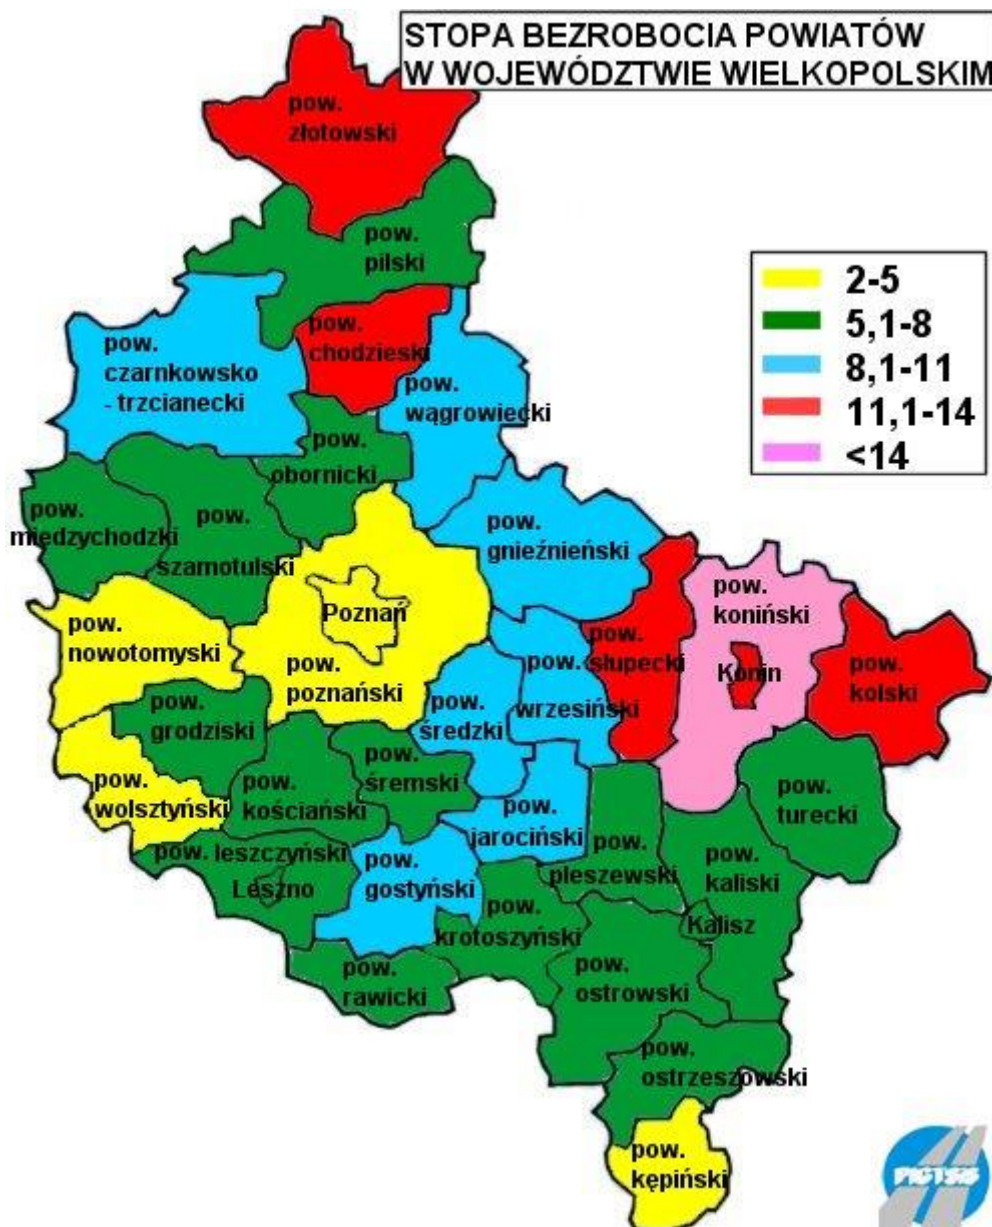 STOPA BEZROBOCIA POWIATÓW
W WOJEWÓDZTWIE WIELKOPOLSKIM
pow.
złotowski
pow.
pilski
2-5
5,1-8
8,1-11
11,1-14
<14
pow.
chodzieski
pow.
czarnkowsko
- trzcianecki
pow.
wągrowiecki
pow.
obornicki
pow.
międzychodzki
pow.
szamotulski
pow.
gnieźnieński
pow.
koniński
Poznań
pow.
nowotomyski
pow.
poznański
pow.
słupecki
Konin
pow.
kolski
pow.
wrzesiński
pow.
średzki
pow.
grodziski
pow.
śremski
pow.
kościański
pow.
wolsztyński
pow.
turecki
pow.
jarociński
pow. leszczyński
Leszno
pow.
gostyński
pow.
pleszewski
pow.
kaliski
Kalisz
pow.
krotoszyński
pow.
rawicki
pow.
ostrowski
pow.
ostrzeszowski
pow.
kępiński